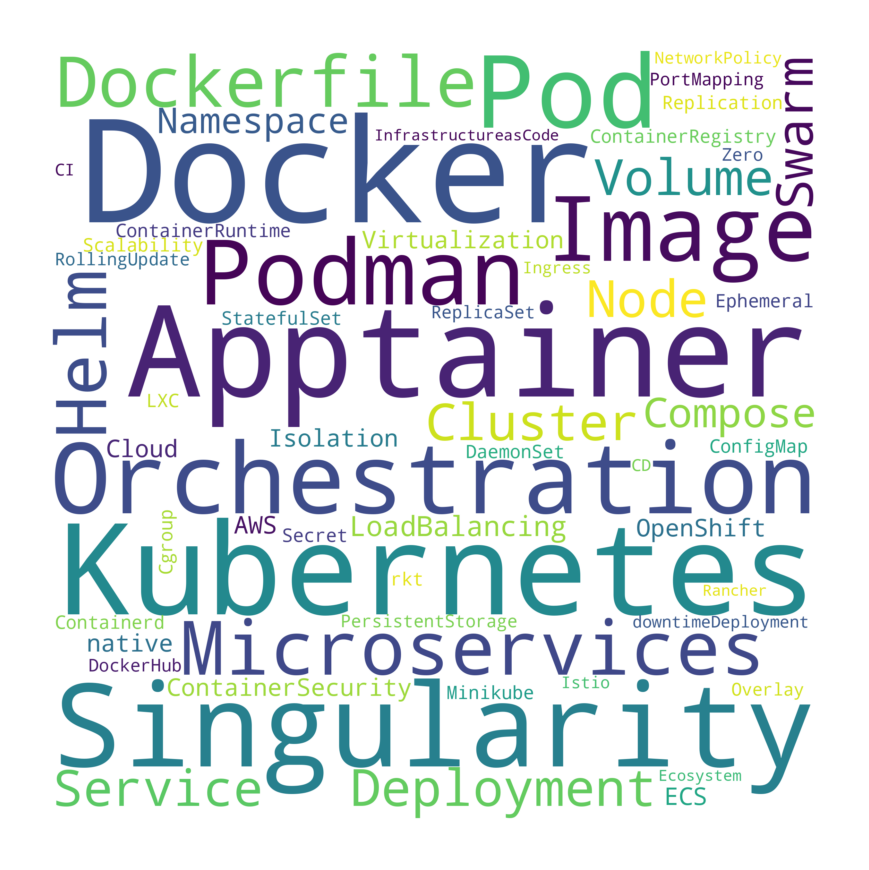 Dockerfile
Pod
NetworkPolicy
PortMapping
Replication
Swarm
Namespace
InfrastructureasCode
ContainerRegistry
Docker
Zero
CI
Volume
Image
ContainerRuntime
Scalability
Virtualization
RollingUpdate
Podman
Ingress
Helm
Node
Ephemeral
StatefulSet
ReplicaSet
Apptainer
LXC
Cluster
Compose
Cloud
Isolation
DaemonSet
ConfigMap
CD
Orchestration
Cgroup
AWS
Secret
LoadBalancing
OpenShift
Kubernetes
rkt
Rancher
Containerd
PersistentStorage
downtimeDeployment
native
DockerHub
Microservices
ContainerSecurity
Minikube
Istio
Overlay
Singularity
Service
Deployment
Ecosystem
ECS